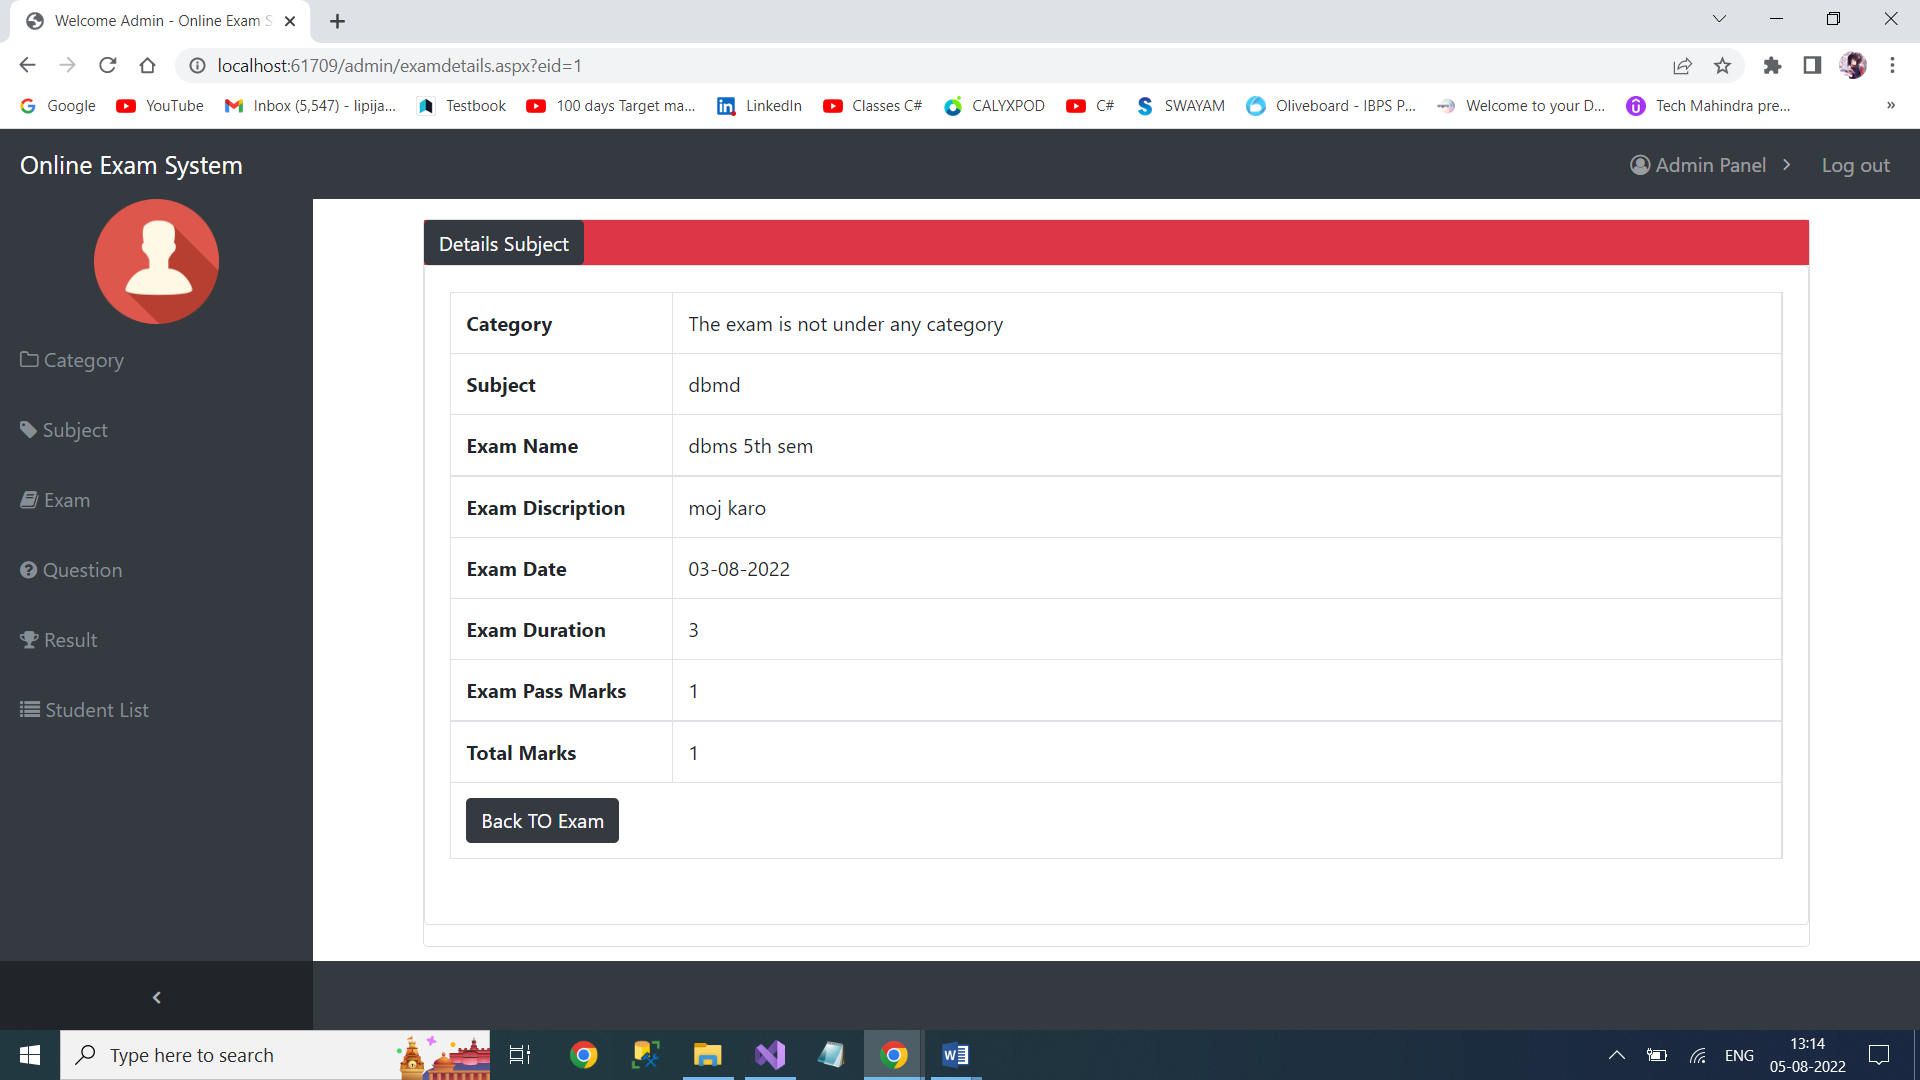 Welcome Admin - Online Exam S
localhost:61709/admin/examdetails.aspx?eid=1
Google YouTube Inbox (5,547) - lipija... Testbook 100 days Target ma... LinkedIn Classes C# CALYXPOD C# SWAYAM Oliveboard - IBPS P... Welcome to your D... Tech Mahindra pre... »
Online Exam System
Admin Panel
Log out
Category
Subject
Exam
Question
Result
Student List
Details Subject
Category The exam is not under any category
Subject dbmd
Exam Name dbms 5th sem
Exam Discription moj karo
Exam Date 03-08-2022
Exam Duration 3
Exam Pass Marks 1
Total Marks 1
Back TO Exam
Type here to search
ENG
13:14
05-08-2022